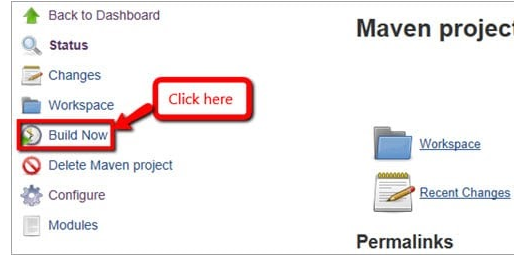 Back to Dashboard
Status
Changes
Workspace
Build Now
Delete Maven project
Configure
Modules
Click here
Maven project
Workspace
Recent Changes
Permalinks